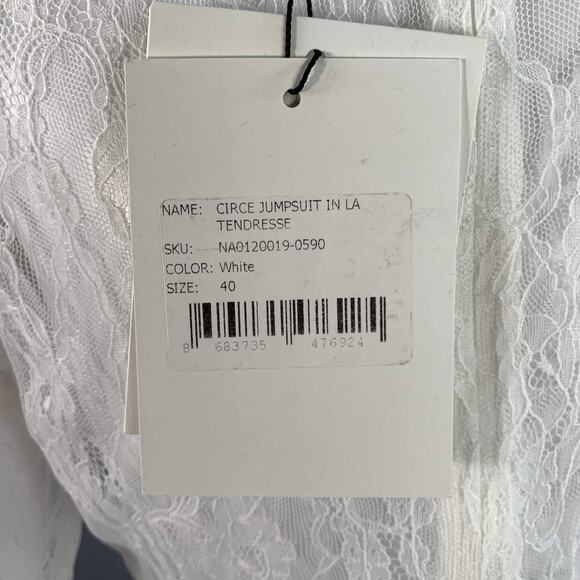 NAME: CIRCE JUMPSUIT IN LA
TENDRESSE
SKU: NA0120019-0590
COLOR: White
SIZE: 40
8 683735 476924